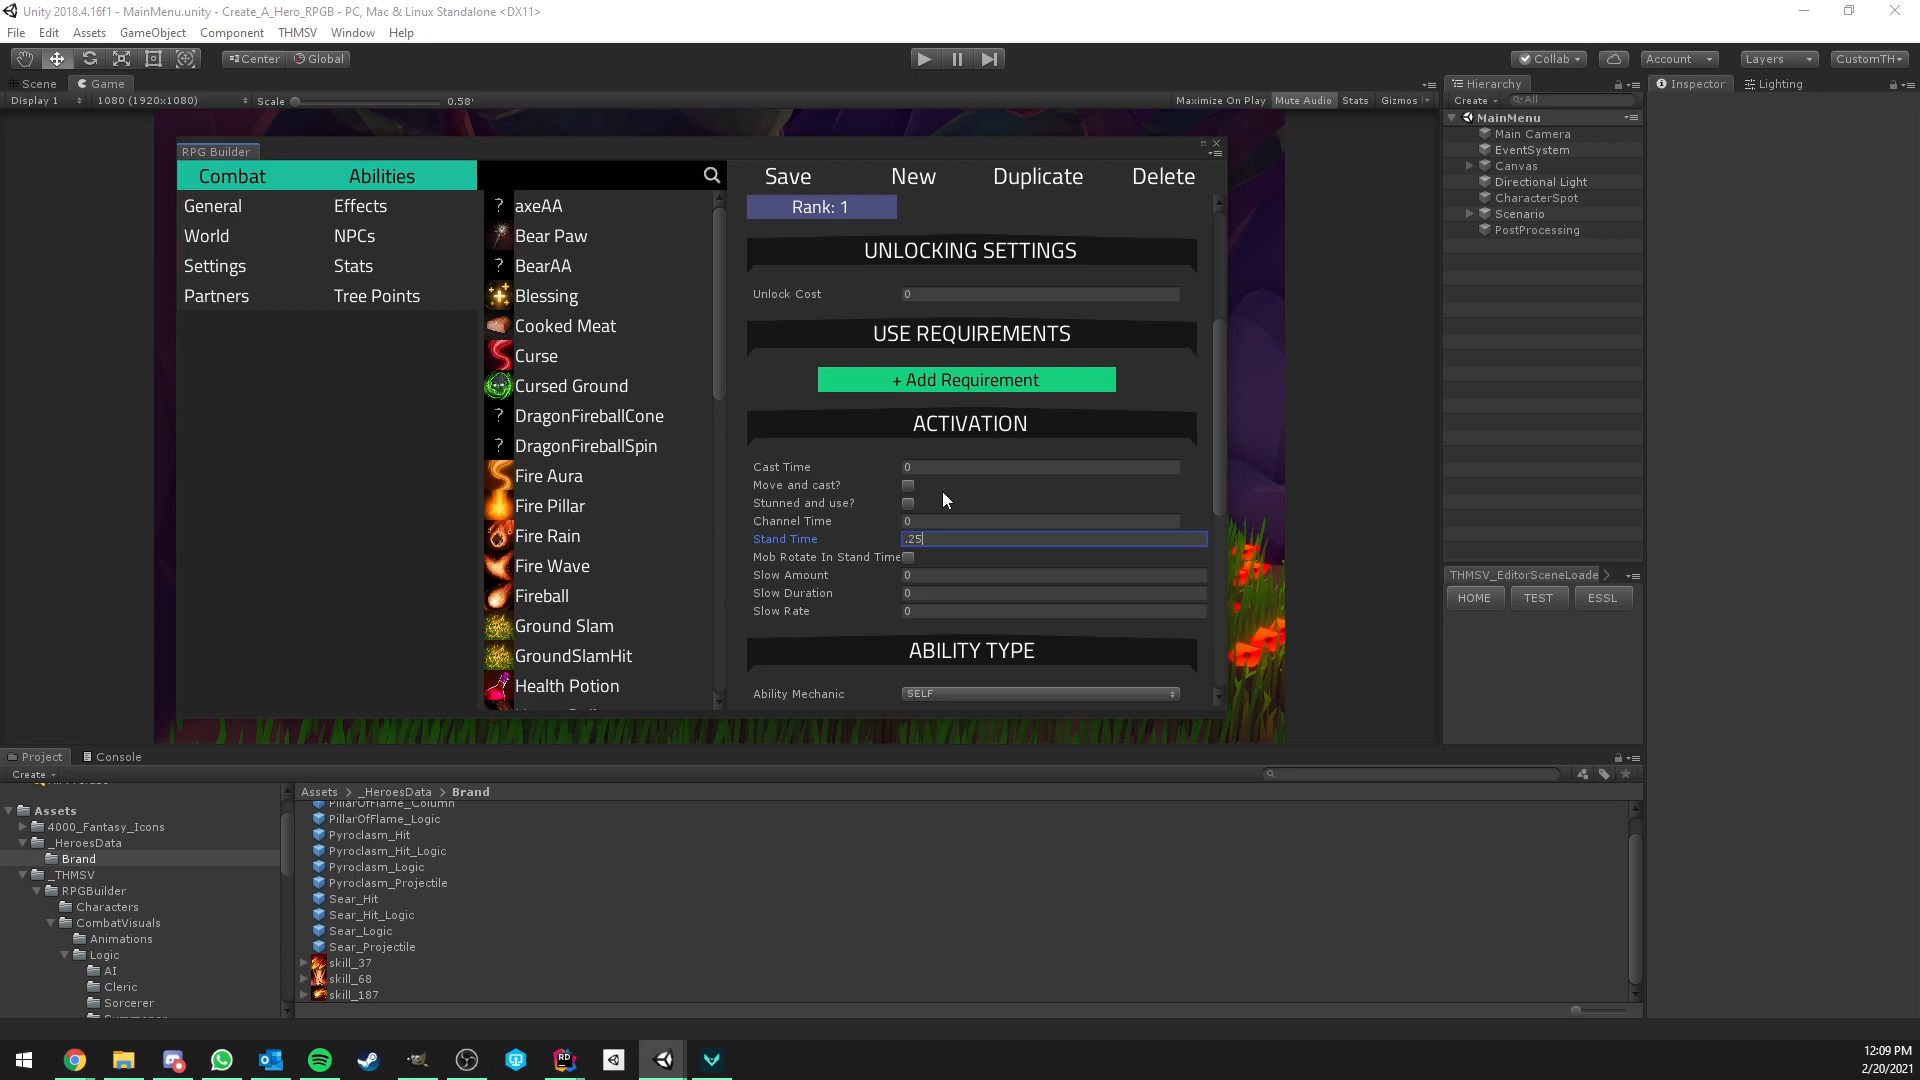 Unity 2018.4.16f1 - MainMenu.unity - Create_A_Hero_RPGB - PC, Mac & Linux Standalone <DX11>
File Edit Assets GameObject Component THMSV Window Help
Center Global Collab Account Layers CustomTH
Scene Game Hierarchy Inspector Lighting
Display 1 1080 (1920x1080) Scale 0.58' Maximize On Play Mute Audio Stats Gizmos Create All
MainMenu
Main Camera
EventSystem
Canvas
Directional Light
CharacterSpot
Scenario
PostProcessing
THMSV_EditorSceneLoade
HOME TEST ESSL
RPG Builder
Combat Abilities
General Effects
World NPCs
Settings Stats
Partners Tree Points
? axeAA
Bear Paw
? BearAA
Blessing
Cooked Meat
Curse
Cursed Ground
? DragonFireballCone
? DragonFireballSpin
Fire Aura
Fire Pillar
Fire Rain
Fire Wave
Fireball
Ground Slam
GroundSlamHit
Health Potion
Save New Duplicate Delete
Rank: 1
UNLOCKING SETTINGS
Unlock Cost 0
USE REQUIREMENTS
+ Add Requirement
ACTIVATION
Cast Time 0
Move and cast?
Stunned and use?
Channel Time 0
Stand Time .25
Mob Rotate In Stand Time
Slow Amount 0
Slow Duration 0
Slow Rate 0
ABILITY TYPE
Ability Mechanic SELF
Project Console
Create
Assets
4000_Fantasy_Icons
_HeroesData
Brand
_THMSV
RPGBuilder
Characters
CombatVisuals
Animations
Logic
AI
Cleric
Sorcerer
Assets > _HeroesData > Brand
PillarOfFlame_Column
PillarOfFlame_Logic
Pyroclasm_Hit
Pyroclasm_Hit_Logic
Pyroclasm_Logic
Pyroclasm_Projectile
Sear_Hit
Sear_Hit_Logic
Sear_Logic
Sear_Projectile
skill_37
skill_68
skill_187
RD
12:09 PM
2/20/2021